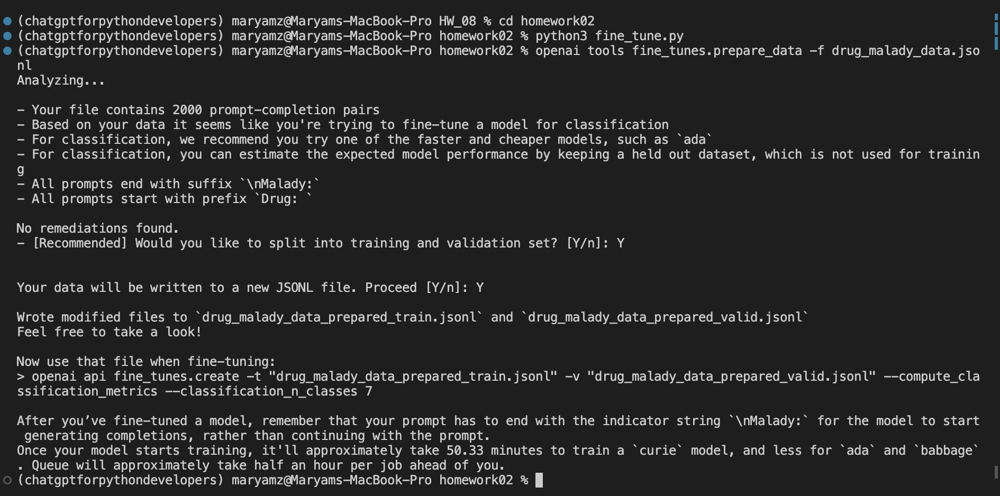 (chatgptforpythondevelopers) maryamz@Maryams-MacBook-Pro HW_08 % cd homework02
(chatgptforpythondevelopers) maryamz@Maryams-MacBook-Pro homework02 % python3 fine_tune.py
(chatgptforpythondevelopers) maryamz@Maryams-MacBook-Pro homework02 % openai tools fine_tunes.prepare_data -f drug_malady_data.jso
nl
Analyzing...

- Your file contains 2000 prompt-completion pairs
- Based on your data it seems like you're trying to fine-tune a model for classification
- For classification, we recommend you try one of the faster and cheaper models, such as `ada`
- For classification, you can estimate the expected model performance by keeping a held out dataset, which is not used for trainin
g
- All prompts end with suffix `\nMalady:`
- All prompts start with prefix `Drug: `

No remediations found.
- [Recommended] Would you like to split into training and validation set? [Y/n]: Y

Your data will be written to a new JSONL file. Proceed [Y/n]: Y

Wrote modified files to `drug_malady_data_prepared_train.jsonl` and `drug_malady_data_prepared_valid.jsonl`
Feel free to take a look!

Now use that file when fine-tuning:
> openai api fine_tunes.create -t "drug_malady_data_prepared_train.jsonl" -v "drug_malady_data_prepared_valid.jsonl" --compute_cla
ssification_metrics --classification_n_classes 7

After you’ve fine-tuned a model, remember that your prompt has to end with the indicator string `\nMalady:` for the model to start
 generating completions, rather than continuing with the prompt.
Once your model starts training, it'll approximately take 50.33 minutes to train a `curie` model, and less for `ada` and `babbage`
. Queue will approximately take half an hour per job ahead of you.
(chatgptforpythondevelopers) maryamz@Maryams-MacBook-Pro homework02 %